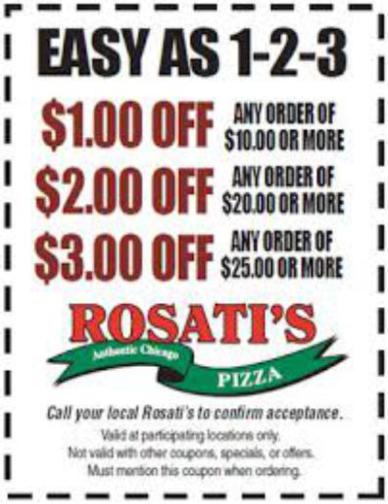 EASY AS 1-2-3
$1.00 OFF ANY ORDER OF $10.00 OR MORE
$2.00 OFF ANY ORDER OF $20.00 OR MORE
$3.00 OFF ANY ORDER OF $25.00 OR MORE
ROSATI'S
Authentic Chicago
PIZZA
Call your local Rosati's to confirm acceptance.
Valid at participating locations only.
Not valid with other coupons, specials, or offers.
Must mention this coupon when ordering.